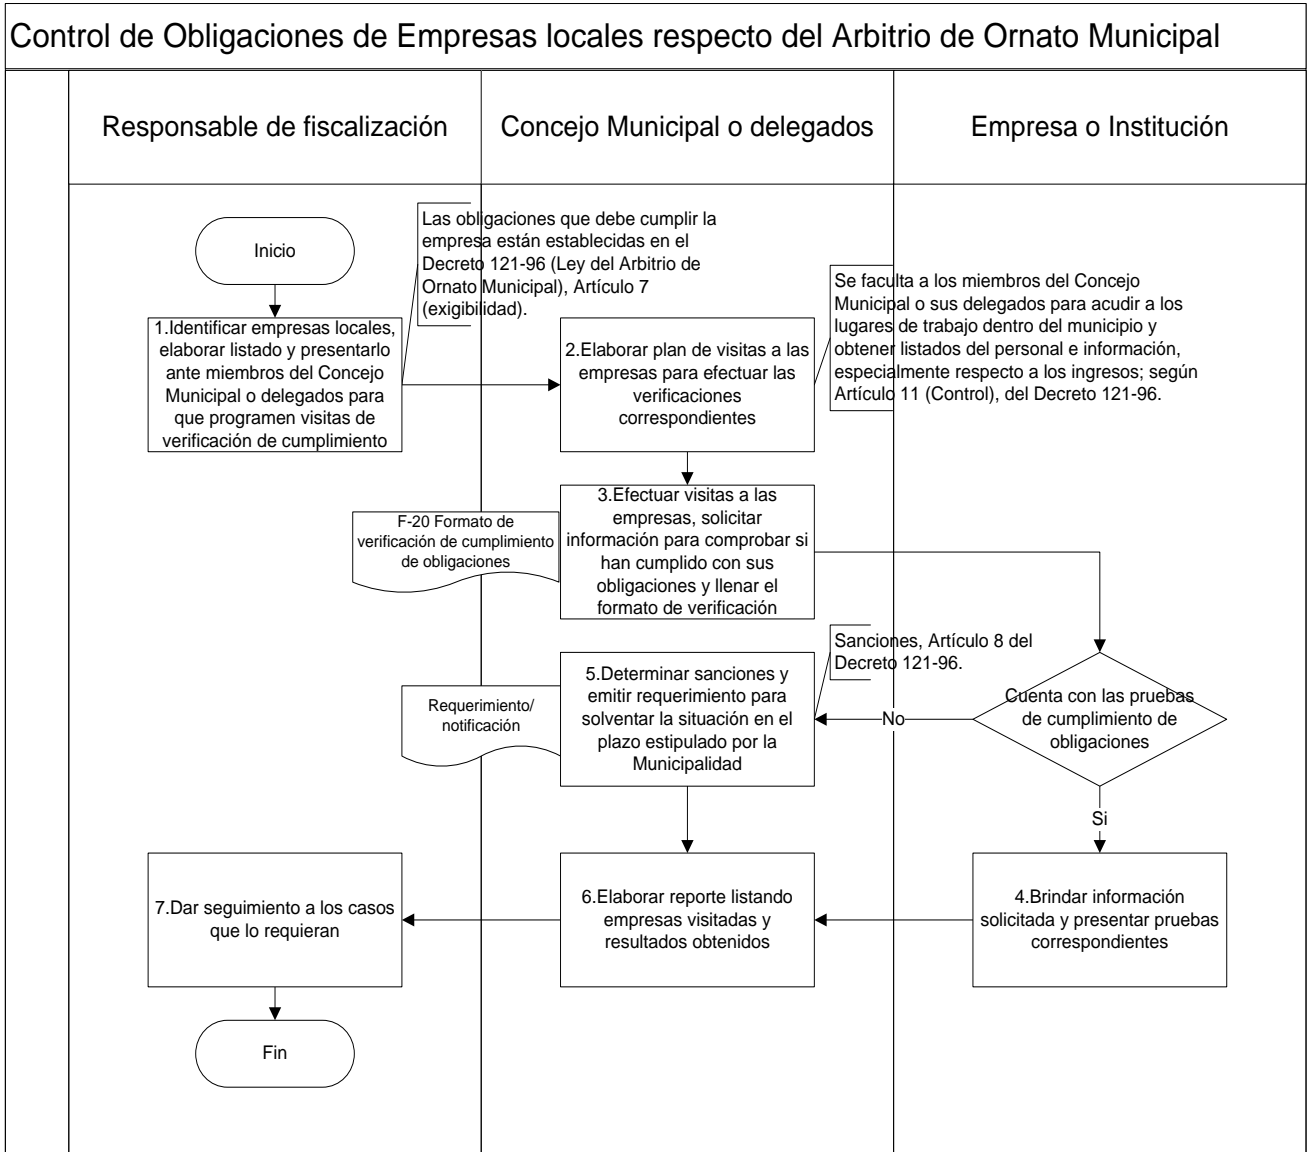 Control de Obligaciones de Empresas locales respecto del Arbitrio de Ornato Municipal
Responsable de fiscalización
Concejo Municipal o delegados
Empresa o Institución
Inicio
Las obligaciones que debe cumplir la
empresa están establecidas en el
Decreto 121-96 (Ley del Arbitrio de
Ornato Municipal), Artículo 7
(exigibilidad).
Se faculta a los miembros del Concejo
Municipal o sus delegados para acudir a los
lugares de trabajo dentro del municipio y
obtener listados del personal e información,
especialmente respecto a los ingresos; según
Artículo 11 (Control), del Decreto 121-96.
1.Identificar empresas locales,
elaborar listado y presentarlo
ante miembros del Concejo
Municipal o delegados para
que programen visitas de
verificación de cumplimiento
2.Elaborar plan de visitas a las
empresas para efectuar las
verificaciones
correspondientes
3.Efectuar visitas a las
empresas, solicitar
información para comprobar si
han cumplido con sus
obligaciones y llenar el
formato de verificación
F-20 Formato de
verificación de cumplimiento
de obligaciones
Sanciones, Artículo 8 del
Decreto 121-96.
Cuenta con las pruebas
de cumplimiento de
obligaciones
No
5.Determinar sanciones y
emitir requerimiento para
solventar la situación en el
plazo estipulado por la
Municipalidad
Requerimiento/
notificación
Si
4.Brindar información
solicitada y presentar pruebas
correspondientes
6.Elaborar reporte listando
empresas visitadas y
resultados obtenidos
7.Dar seguimiento a los casos
que lo requieran
Fin